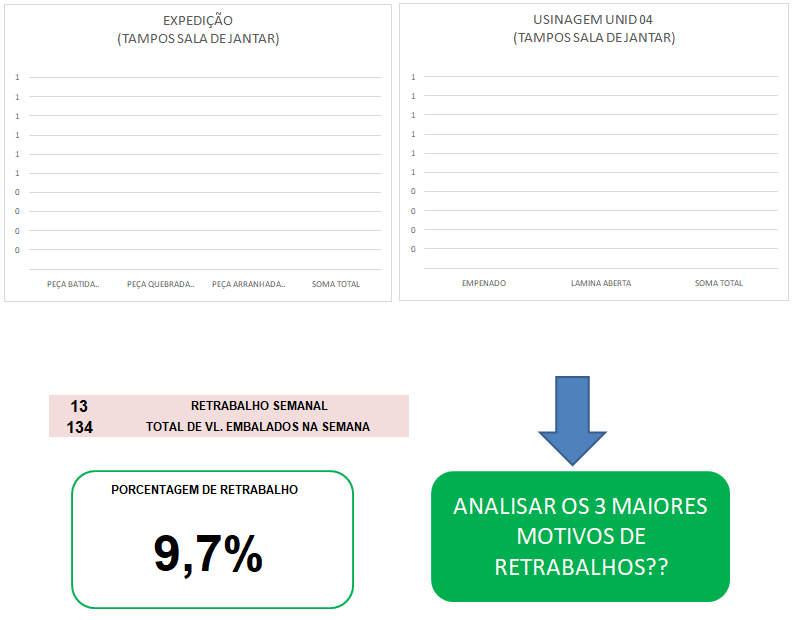 EXPEDIÇÃO
(TAMPOS SALA DE JANTAR)
1
1
1
1
1
1
0
0
0
0
PEÇA BATIDA.. PEÇA QUEBRADA.. PEÇA ARRANHADA.. SOMA TOTAL
USINAGEM UNID 04
(TAMPOS SALA DE JANTAR)
1
1
1
1
1
1
0
0
0
0
EMPENADO LAMINA ABERTA SOMA TOTAL
13 RETRABALHO SEMANAL
134 TOTAL DE VL. EMBALADOS NA SEMANA
PORCENTAGEM DE RETRABALHO
9,7%
ANALISAR OS 3 MAIORES
MOTIVOS DE
RETRABALHOS??